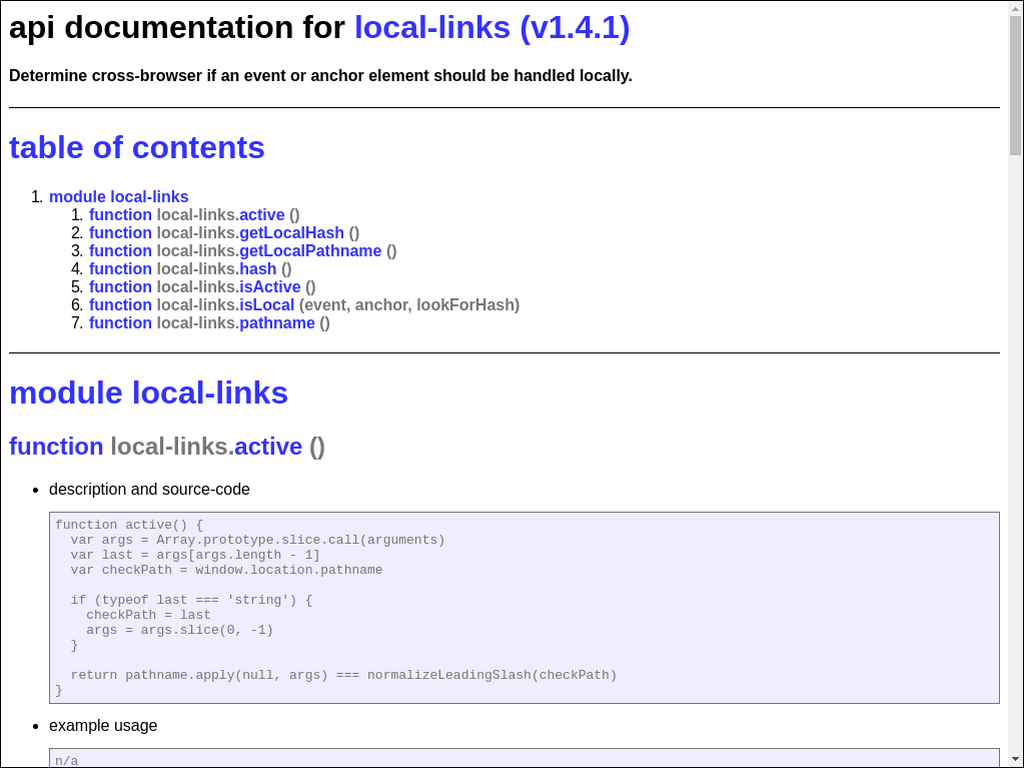 api documentation for local-links (v1.4.1)
Determine cross-browser if an event or anchor element should be handled locally.
table of contents
1. module local-links
1. function local-links.active ()
2. function local-links.getLocalHash ()
3. function local-links.getLocalPathname ()
4. function local-links.hash ()
5. function local-links.isActive ()
6. function local-links.isLocal (event, anchor, lookForHash)
7. function local-links.pathname ()
module local-links
function local-links.active ()
• description and source-code
function active() {
  var args = Array.prototype.slice.call(arguments)
  var last = args[args.length - 1]
  var checkPath = window.location.pathname

  if (typeof last === 'string') {
    checkPath = last
    args = args.slice(0, -1)
  }

  return pathname.apply(null, args) === normalizeLeadingSlash(checkPath)
}
• example usage
n/a